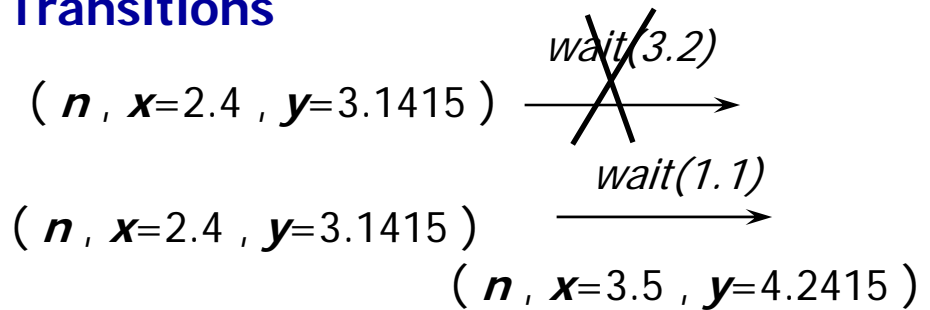 Transitions
wait(3.2)
( n , x=2.4 , y=3.1415 )
wait(1.1)
( n , x=2.4 , y=3.1415 )
( n , x=3.5 , y=4.2415 )